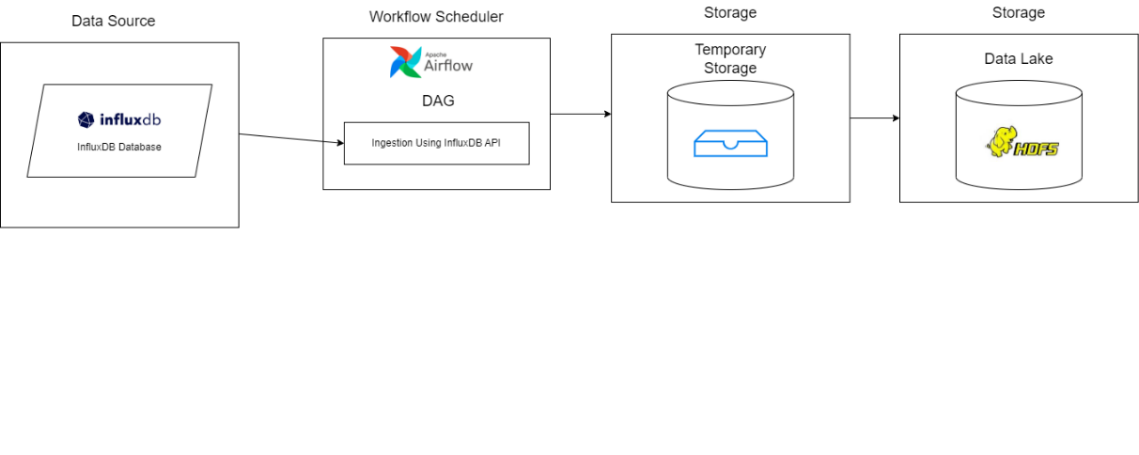 Data Source
influxdb
InfluxDB Database
Workflow Scheduler
Apache
Airflow
DAG
Ingestion Using InfluxDB API
Storage
Temporary
Storage
Storage
Data Lake
HDFS